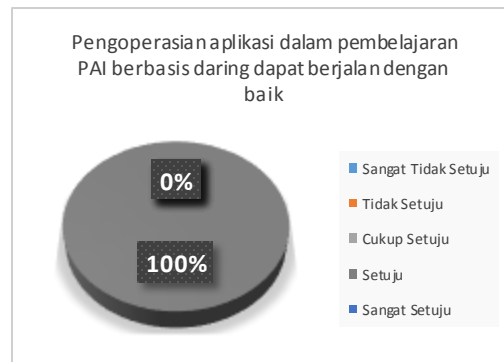 Pengoperasian aplikasi dalam pembelajaran
PAI berbasis daring dapat berjalan dengan
baik
0%
100%
Sangat Tidak Setuju
Tidak Setuju
Cukup Setuju
Setuju
Sangat Setuju